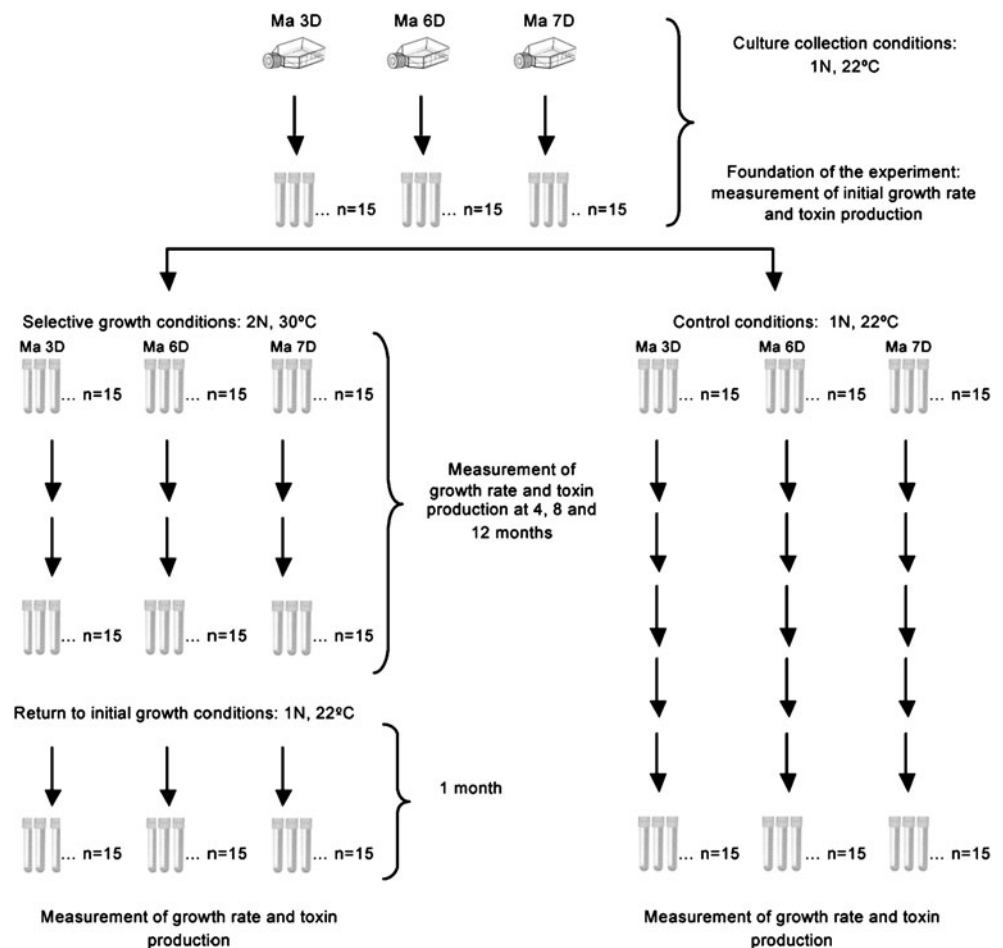 Ma 3D Ma 6D Ma 7D
Culture collection conditions:
1N, 22ºC
... n=15 ... n=15 .. n=15
Foundation of the experiment:
measurement of initial growth rate
and toxin production
Selective growth conditions: 2N, 30ºC
Ma 3D Ma 6D Ma 7D
... n=15 ... n=15 ... n=15
Measurement of
growth rate and toxin
production at 4, 8 and
12 months
... n=15 ... n=15 ... n=15
Return to initial growth conditions: 1N, 22ºC
1 month
... n=15 ... n=15 ... n=15
Measurement of growth rate and toxin
production
Control conditions: 1N, 22ºC
Ma 3D Ma 6D Ma 7D
... n=15 ... n=15 ... n=15
... n=15 ... n=15 ... n=15
Measurement of growth rate and toxin
production